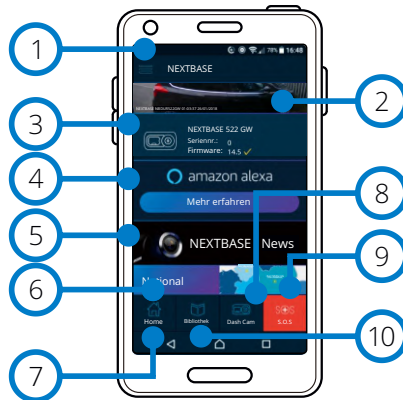 78% 16:48
1
NEXTBASE
2
3
NEXTBASE 522 GW
Seriennr.: 0
Firmware: 14.5
4
amazon alexa
Mehr erfahren
8
5
NEXTBASE News
9
6
National
Home
Bibliothek
Dash Cam
SOS
S.O.S
7
10